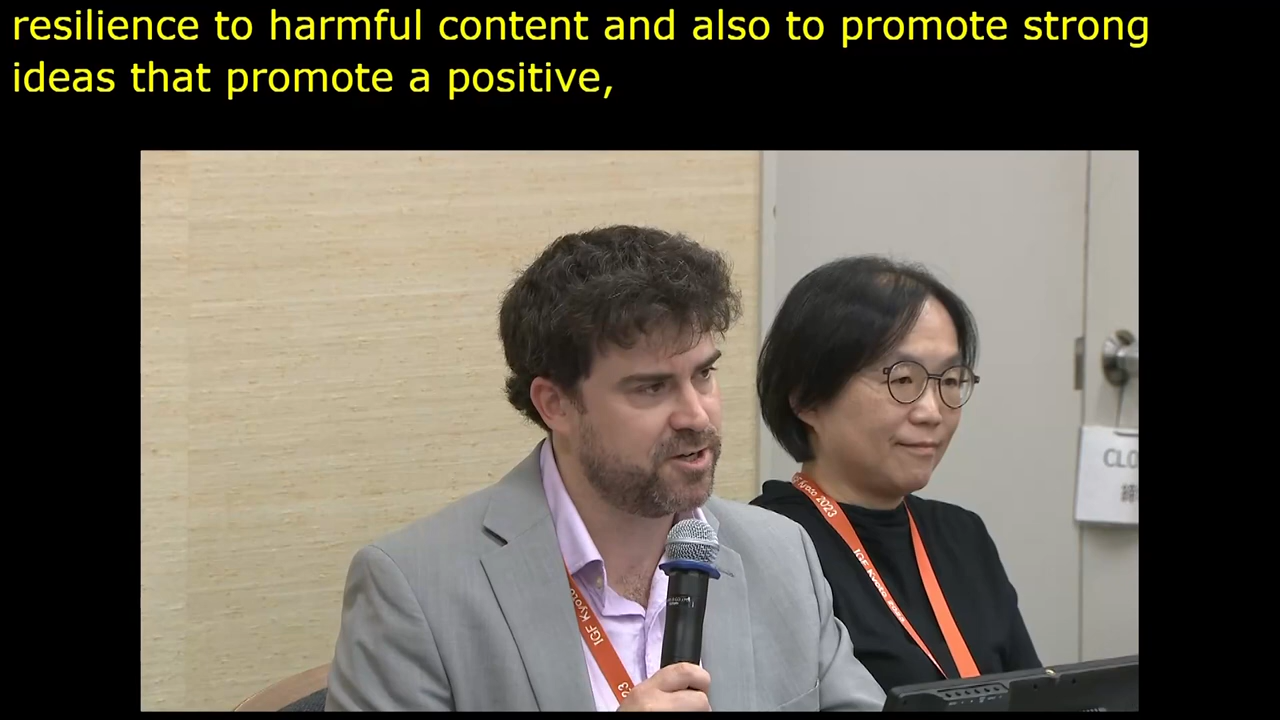 resilience to harmful content and also to promote strong
ideas that promote a positive,
IGF Kyoto 2023
IGF Kyoto 2023
CLO
締